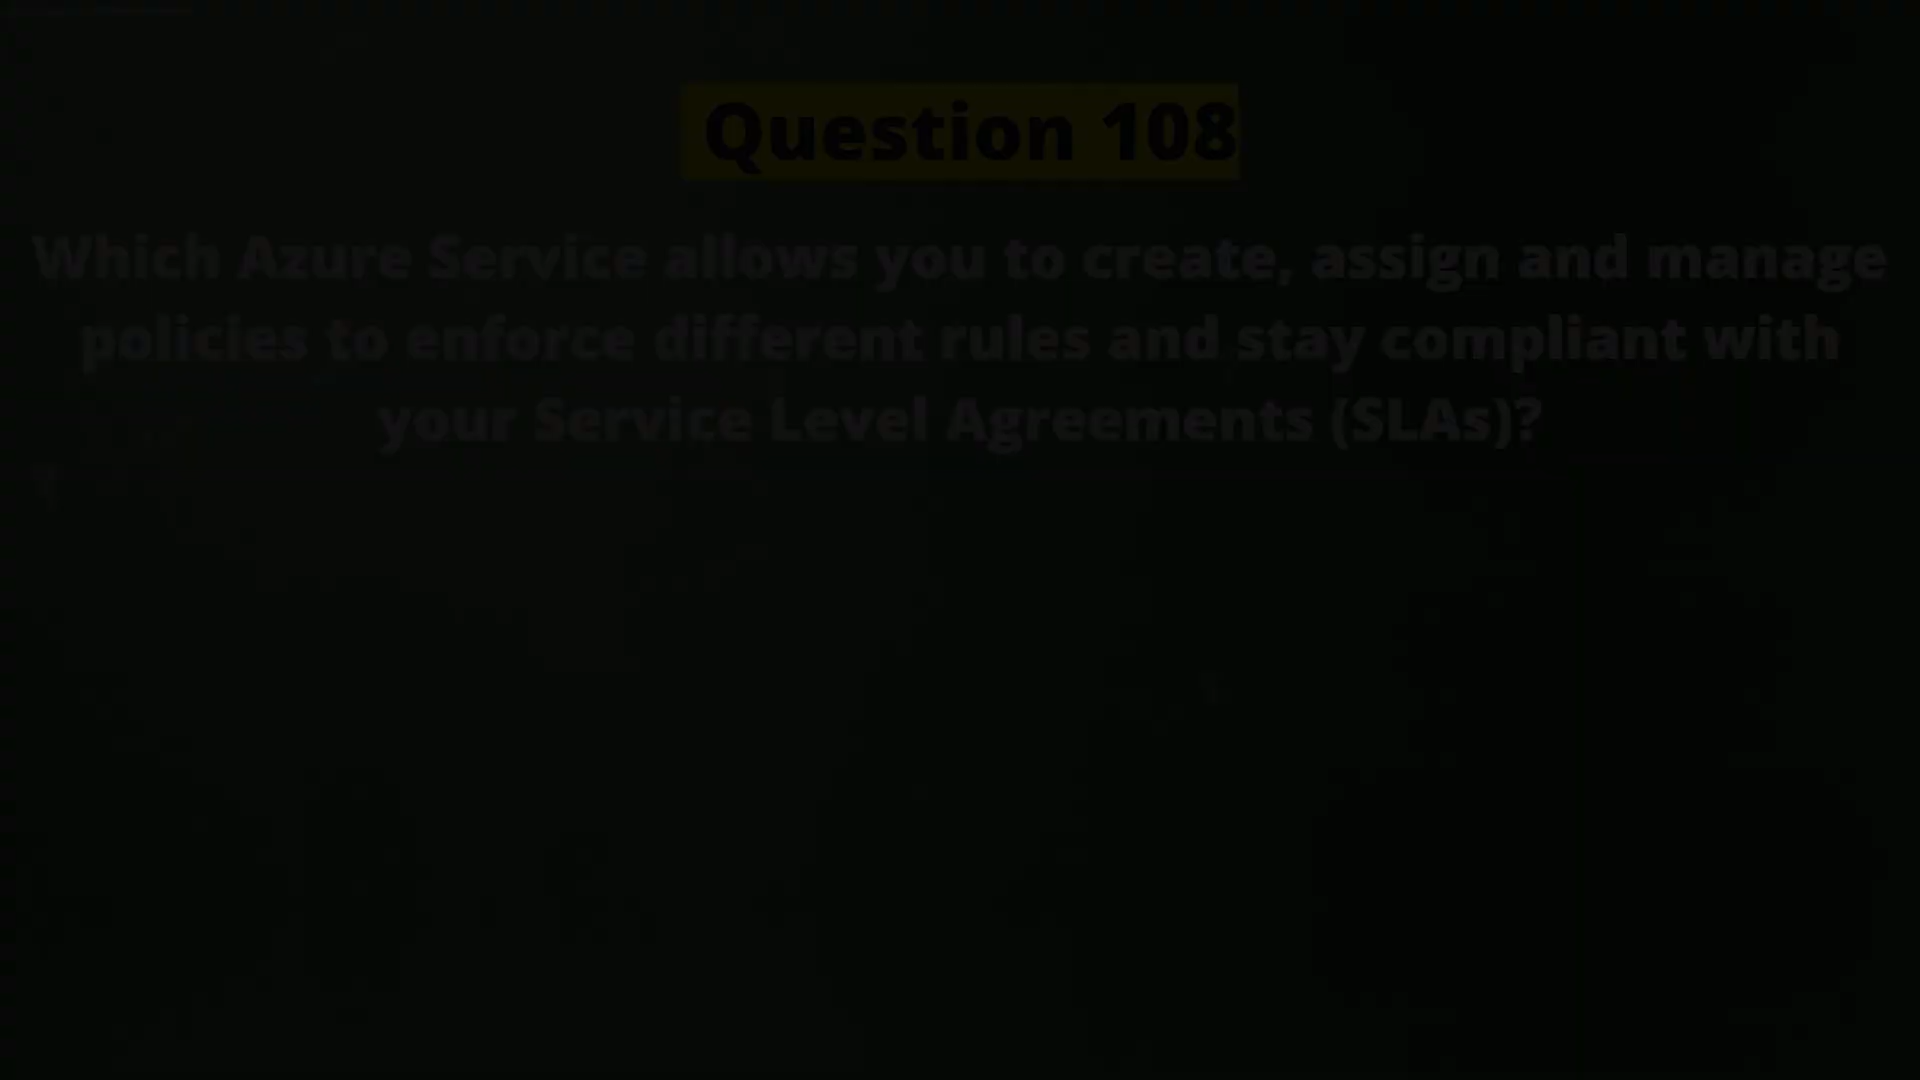 Question 108
Which Azure Service allows you to create, assign and manage
policies to enforce different rules and stay compliant with
your Service Level Agreements (SLAs)?